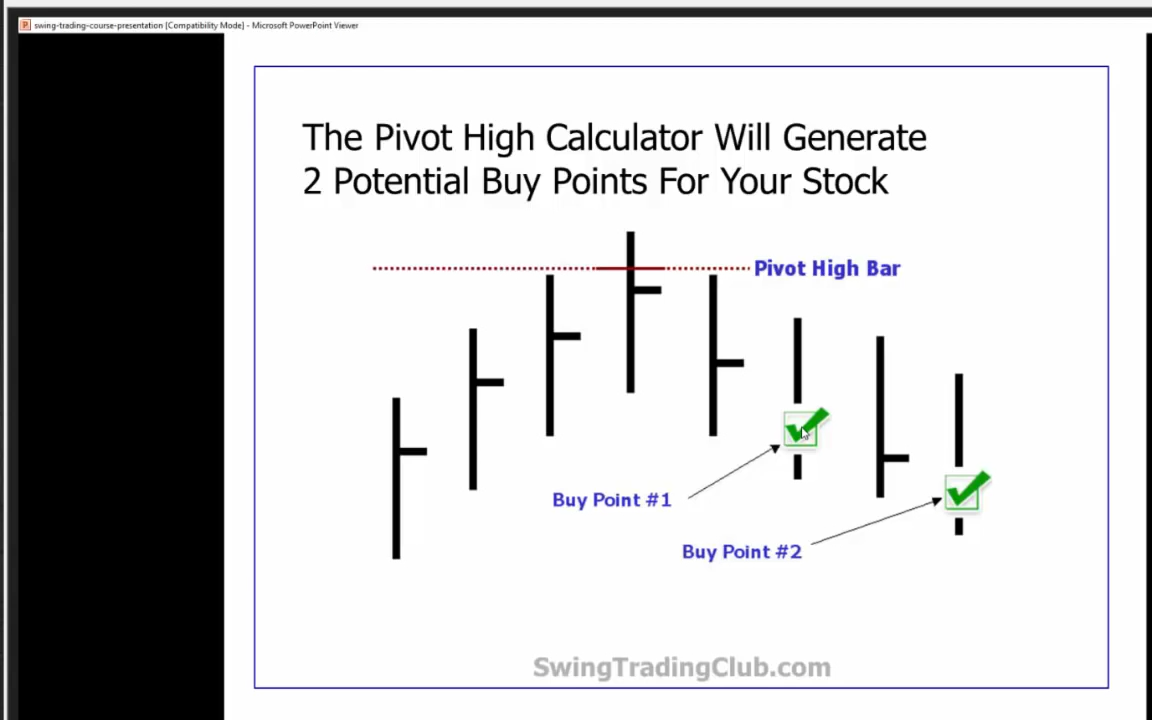 swing-trading-course-presentation [Compatibility Mode] - Microsoft PowerPoint Viewer
The Pivot High Calculator Will Generate
2 Potential Buy Points For Your Stock
Pivot High Bar
Buy Point #1
Buy Point #2
SwingTradingClub.com